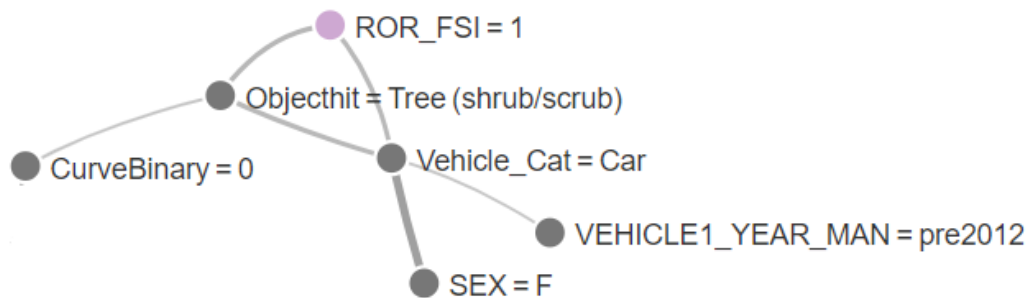 ROR_FSI = 1
Objecthit = Tree (shrub/scrub)
CurveBinary = 0
Vehicle_Cat = Car
VEHICLE1_YEAR_MAN = pre2012
SEX = F